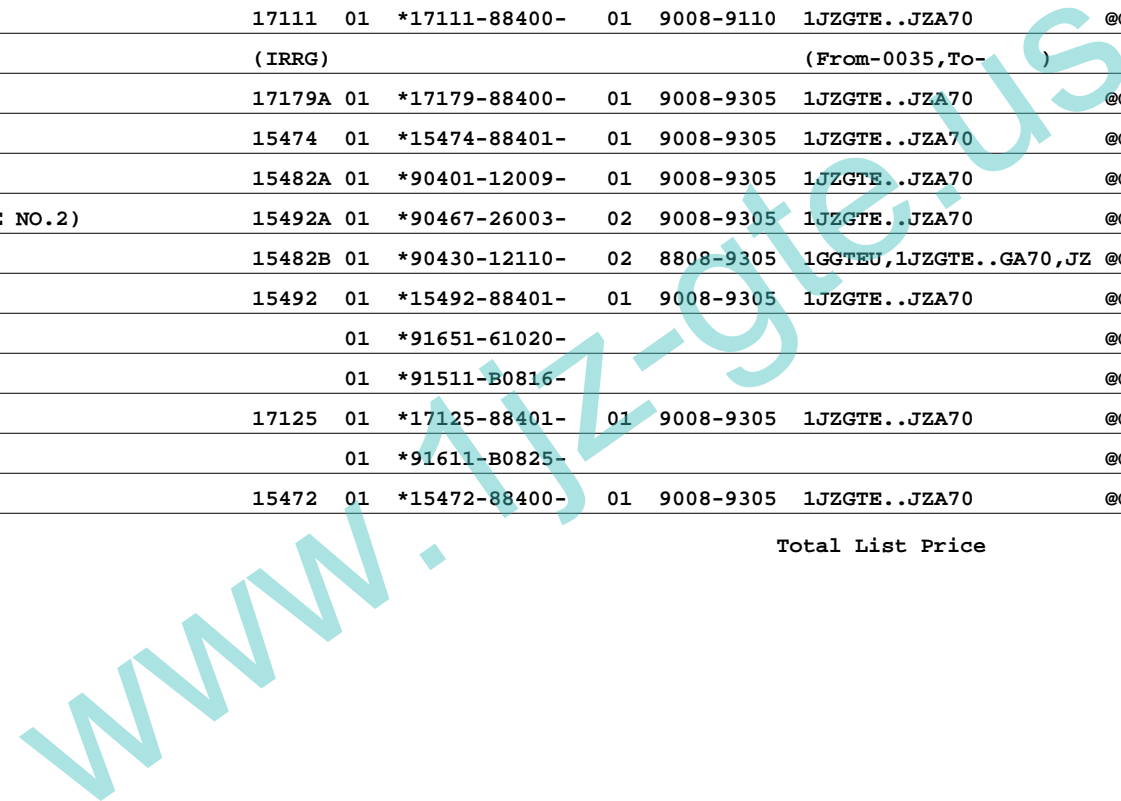 17111 01 *17111-88400- 01 9008-9110 1JZGTE..JZA70 @
(IRRG) (From-0035,To- )
17179A 01 *17179-88400- 01 9008-9305 1JZGTE..JZA70 @
15474 01 *15474-88401- 01 9008-9305 1JZGTE..JZA70 @
15482A 01 *90401-12009- 01 9008-9305 1JZGTE..JZA70 @
NO.2) 15492A 01 *90467-26003- 02 9008-9305 1JZGTE..JZA70 @
15482B 01 *90430-12110- 02 8808-9305 1GGTEU,1JZGTE..GA70,JZ @
15492 01 *15492-88401- 01 9008-9305 1JZGTE..JZA70 @
01 *91651-61020- @
01 *91511-B0816- @
17125 01 *17125-88401- 01 9008-9305 1JZGTE..JZA70 @
01 *91611-B0825- @
15472 01 *15472-88400- 01 9008-9305 1JZGTE..JZA70 @
Total List Price
www.1jz-gte.us